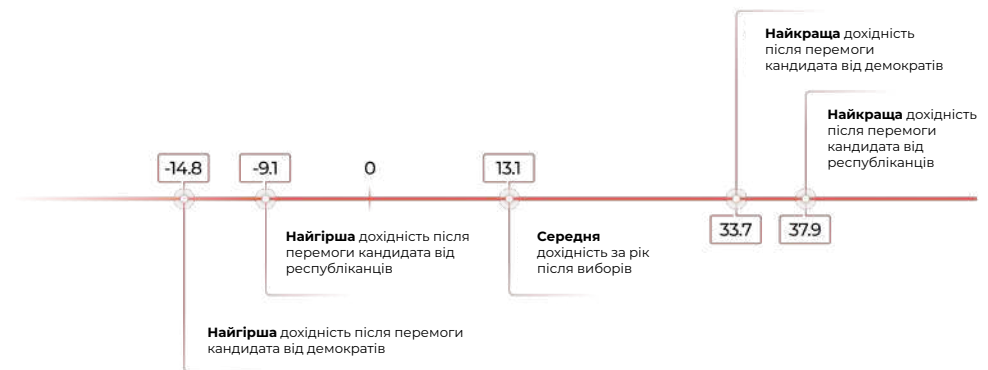 Найкраща дохідність
після перемоги
кандидата від демократів
Найкраща дохідність
після перемоги
кандидата від
республіканців
-14.8
-9.1
0
13.1
33.7
37.9
Найгірша дохідність після
перемоги кандидата від
республіканців
Середня
дохідність за рік
після виборів
Найгірша дохідність після перемоги
кандидата від демократів